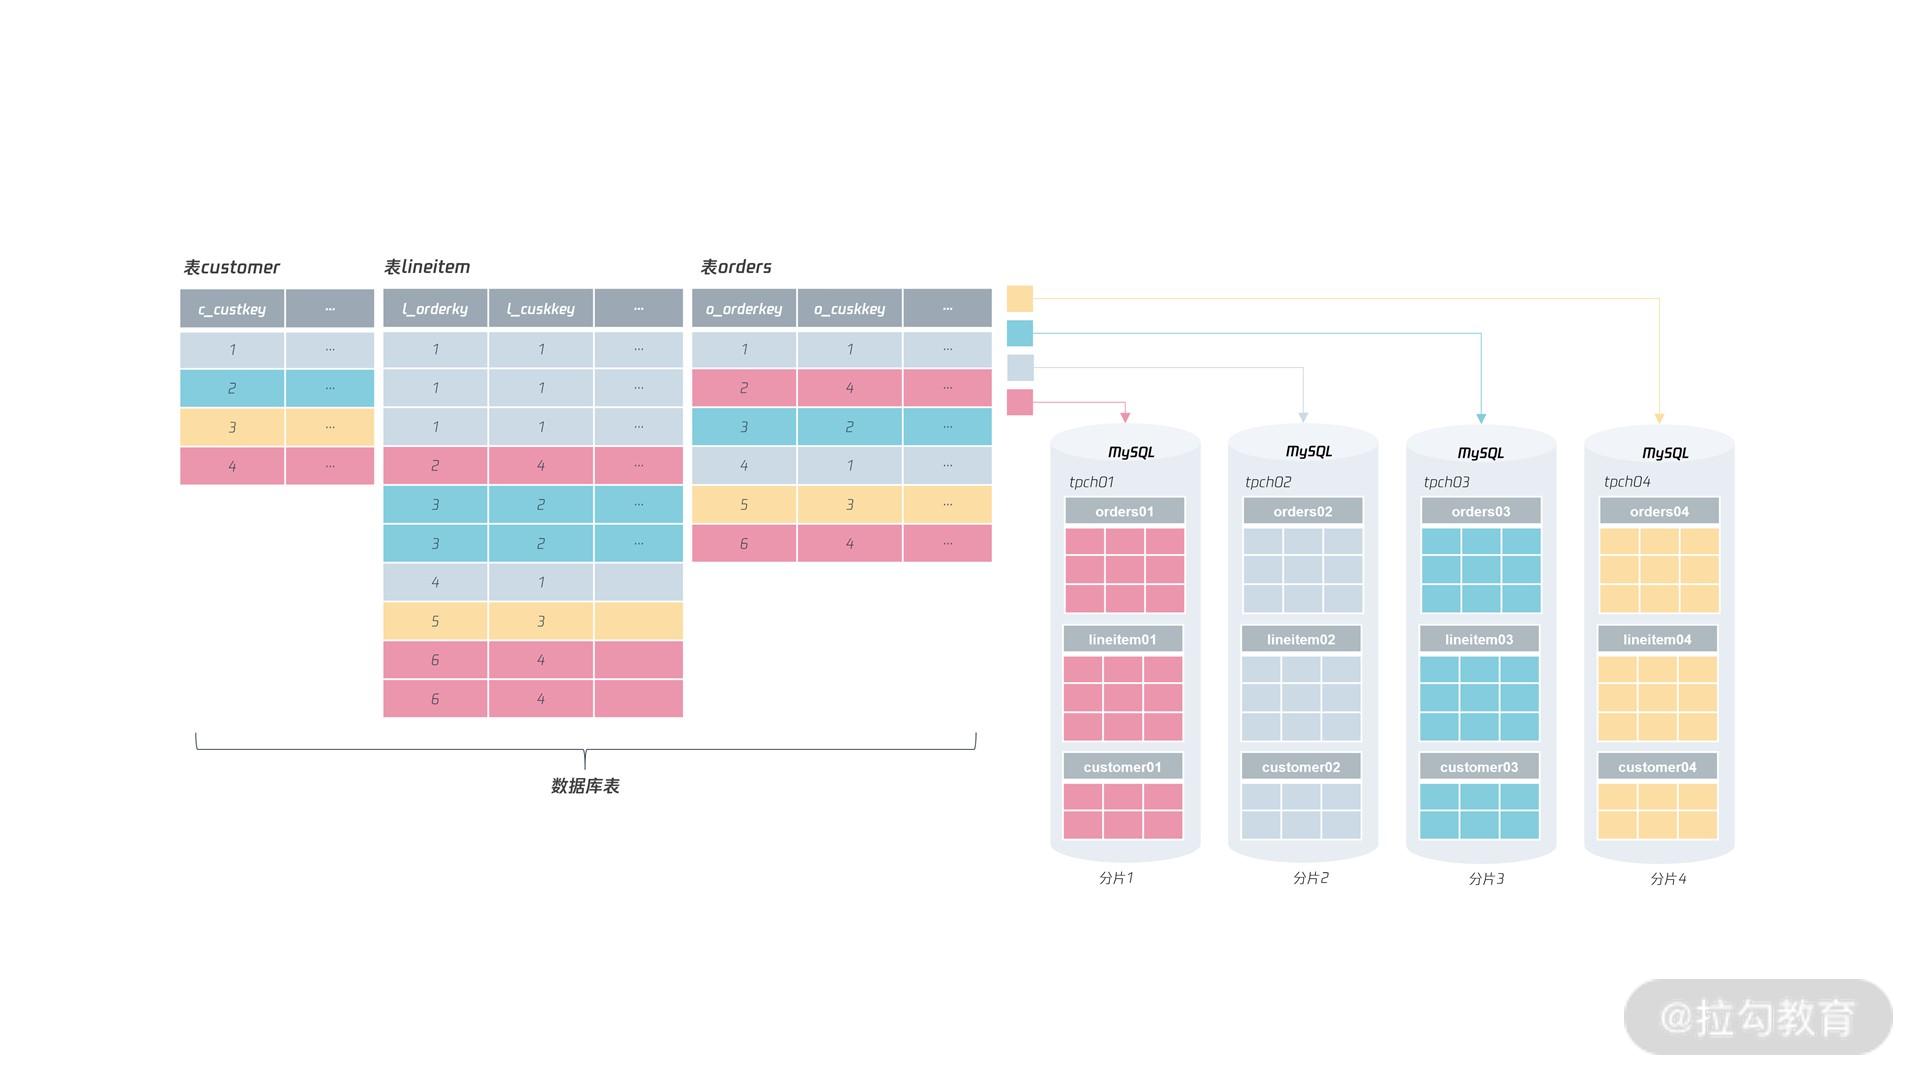 表customer
c_custkey ...
1 ...
2 ...
3 ...
4 ...
表lineitem
l_orderky l_cuskkey ...
1 1 ...
1 1 ...
1 1 ...
2 4 ...
3 2 ...
3 2 ...
4 1
5 3
6 4
6 4
表orders
o_orderkey o_cuskkey ...
1 1 ...
2 4 ...
3 2 ...
4 1 ...
5 3 ...
6 4 ...
数据库表
MySQL
tpch01
orders01
lineitem01
customer01
分片1
MySQL
tpch02
orders02
lineitem02
customer02
分片2
MySQL
tpch03
orders03
lineitem03
customer03
分片3
MySQL
tpch04
orders04
lineitem04
customer04
分片4
@拉勾教育